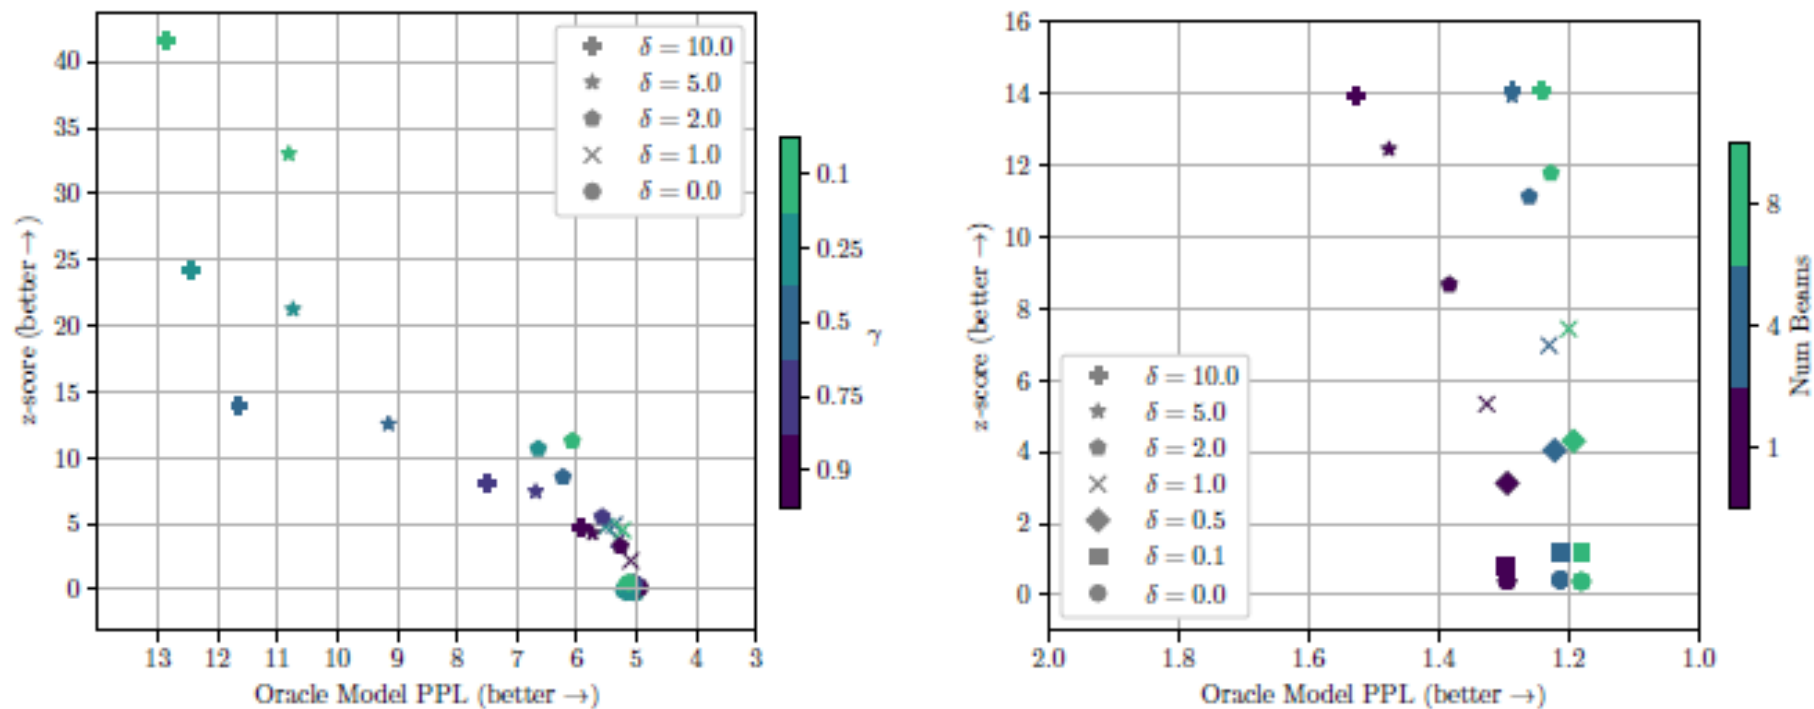 40
35
30
25
20
15
10
5
0
z-score (better →)
13 12 11 10 9 8 7 6 5 4 3
Oracle Model PPL (better →)
δ = 10.0
δ = 5.0
δ = 2.0
δ = 1.0
δ = 0.0
0.1
0.25
0.5
0.75
0.9
γ
16
14
12
10
8
6
4
2
0
z-score (better →)
2.0 1.8 1.6 1.4 1.2 1.0
Oracle Model PPL (better →)
δ = 10.0
δ = 5.0
δ = 2.0
δ = 1.0
δ = 0.5
δ = 0.1
δ = 0.0
8
4
1
Num Beams